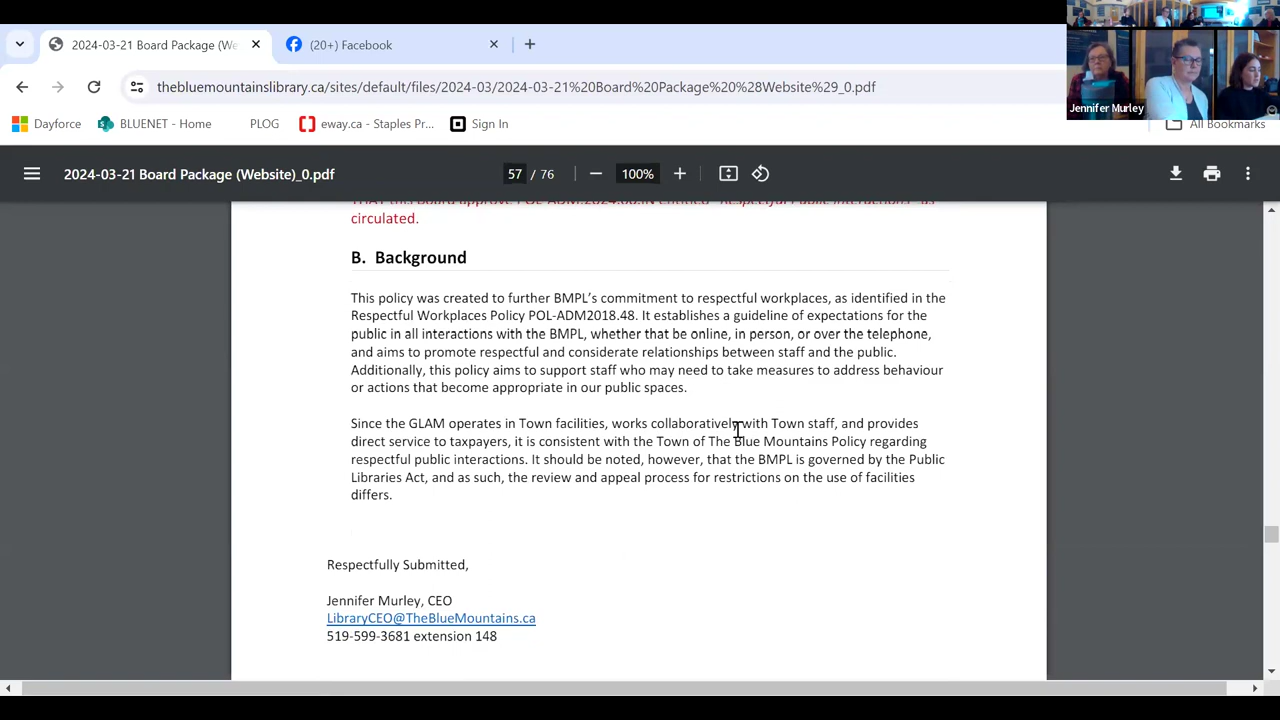 2024-03-21 Board Package (We
(20+) Facebook
thebluemountainslibrary.ca/sites/default/files/2024-03/2024-03-21%20Board%20Package%20%28Website%29_0.pdf
Jennifer Murley
Dayforce
BLUENET - Home
PLOG
eway.ca - Staples Pr...
Sign In
All Bookmarks
2024-03-21 Board Package (Website)_0.pdf
57 / 76
100%
THAT this Board approve POL-ADM.2024.08.IN entitled "Respectful Public Interactions" as
circulated.
B. Background
This policy was created to further BMPL's commitment to respectful workplaces, as identified in the
Respectful Workplaces Policy POL-ADM2018.48. It establishes a guideline of expectations for the
public in all interactions with the BMPL, whether that be online, in person, or over the telephone,
and aims to promote respectful and considerate relationships between staff and the public.
Additionally, this policy aims to support staff who may need to take measures to address behaviour
or actions that become appropriate in our public spaces.
Since the GLAM operates in Town facilities, works collaboratively with Town staff, and provides
direct service to taxpayers, it is consistent with the Town of The Blue Mountains Policy regarding
respectful public interactions. It should be noted, however, that the BMPL is governed by the Public
Libraries Act, and as such, the review and appeal process for restrictions on the use of facilities
differs.
Respectfully Submitted,
Jennifer Murley, CEO
LibraryCEO@TheBlueMountains.ca
519-599-3681 extension 148